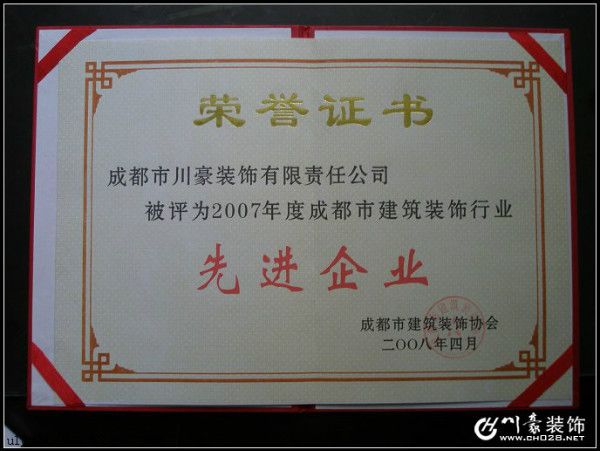 荣誉证书
成都市川豪装饰有限责任公司
被评为2007年度成都市建筑装饰行业
先进企业
成都市建筑装饰协会
二〇〇八年四月
川豪装饰
www.CH028.net